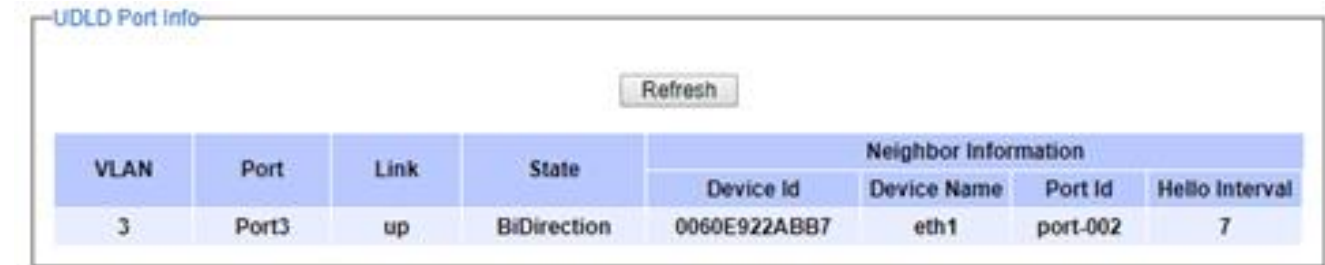 UDLD Port Info
Refresh
VLAN Port Link State Neighbor Information
Device Id Device Name Port Id Hello Interval
3 Port3 up BiDirection 0060E922ABB7 eth1 port-002 7